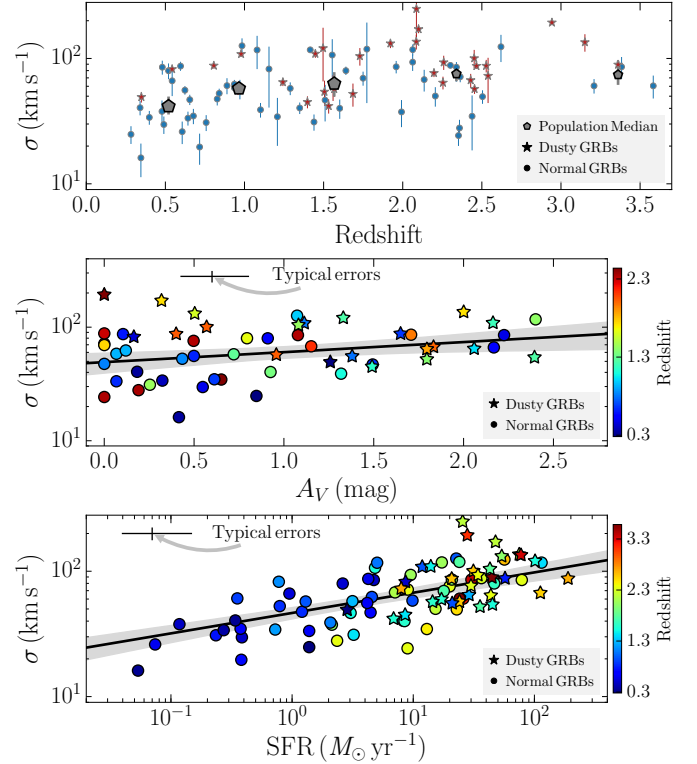 σ (km s⁻¹)
10²
10¹
Population Median
Dusty GRBs
Normal GRBs
0.0 0.5 1.0 1.5 2.0 2.5 3.0 3.5
Redshift
σ (km s⁻¹)
10²
10¹
Typical errors
Dusty GRBs
Normal GRBs
0.0 0.5 1.0 1.5 2.0 2.5
A_V (mag)
2.3
1.3
0.3
Redshift
σ (km s⁻¹)
10²
10¹
Typical errors
Dusty GRBs
Normal GRBs
10⁻¹ 10⁰ 10¹ 10²
SFR (M⊙ yr⁻¹)
3.3
2.3
1.3
0.3
Redshift